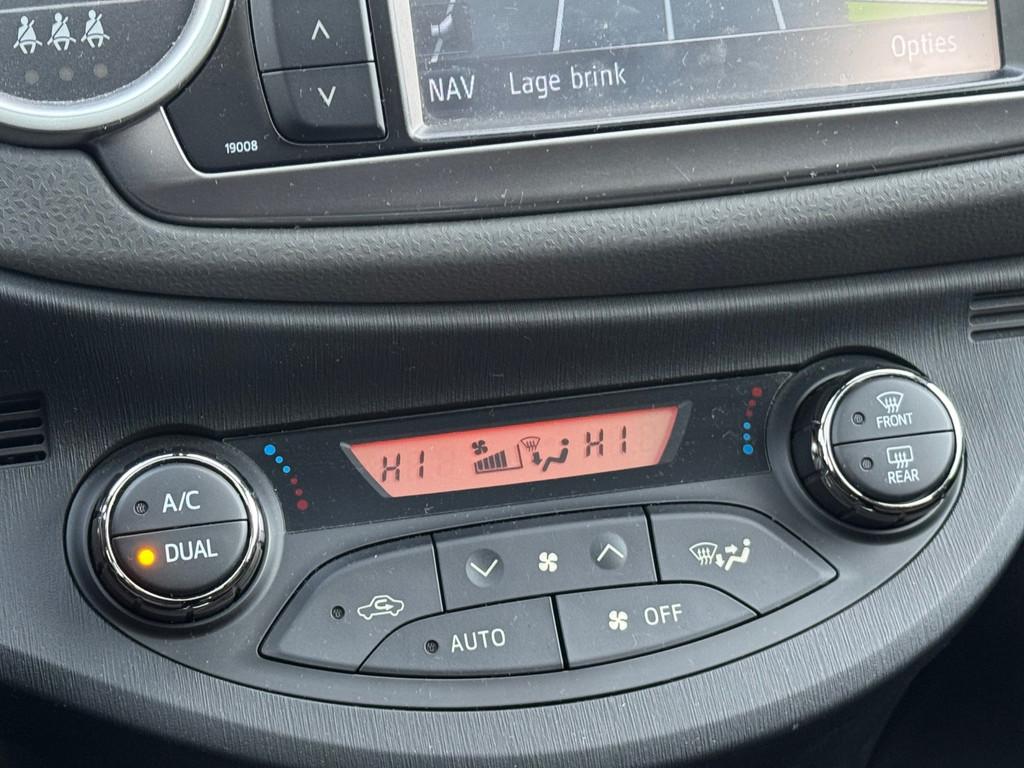 Opties
NAV Lage brink
19008
FRONT
REAR
HI HI
A/C
DUAL
AUTO
OFF